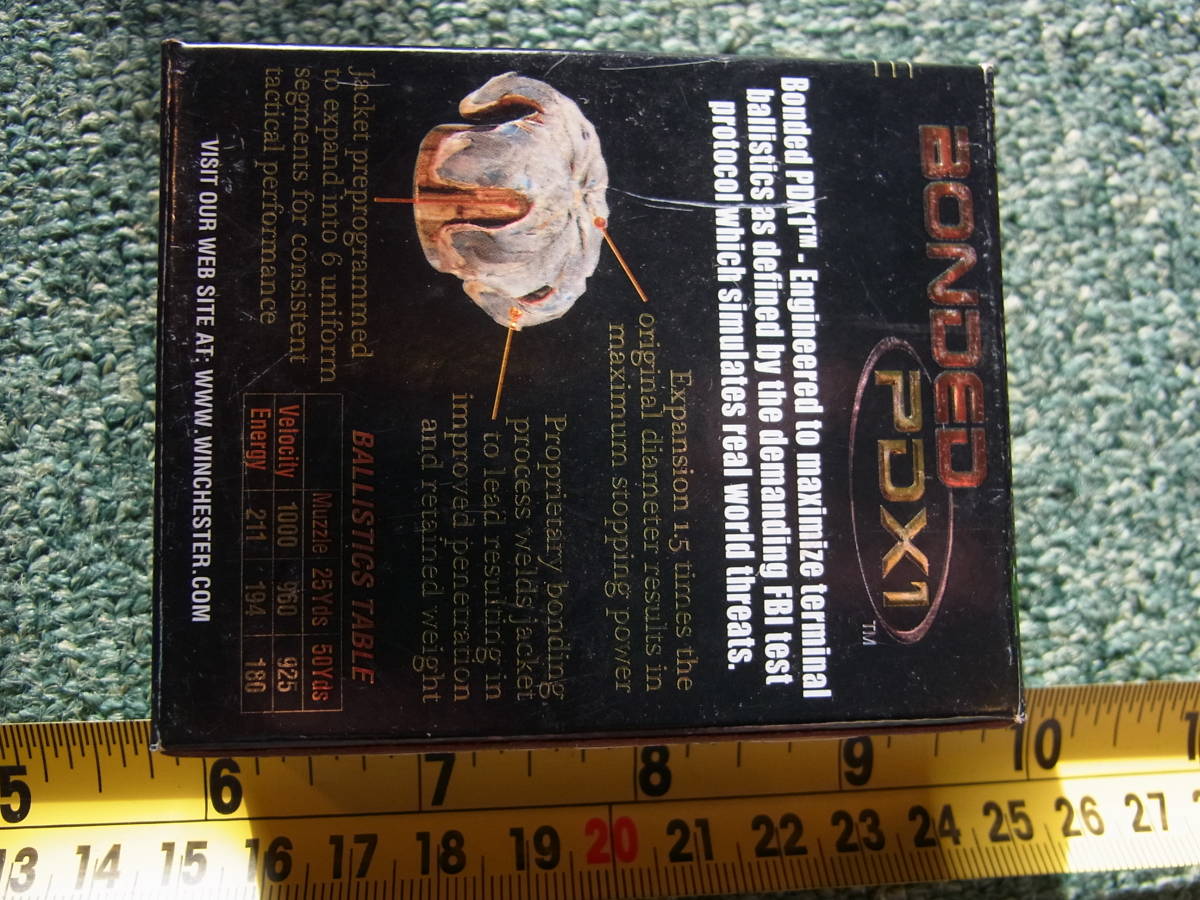 BONDED
PDX1™
Bonded PDX1™ - Engineered to maximize terminal
ballistics as defined by the demanding FBI test
protocol which simulates real world threats.
Expansion 1.5 times the
original diameter results in
maximum stopping power
Proprietary bonding
process welds jacket
to lead resulting in
improved penetration
and retained weight
Jacket preprogrammed
to expand into 6 uniform
segments for consistent
tactical performance
BALLISTICS TABLE
Muzzle 25Yds 50Yds
Velocity 1000 960 925
Energy 211 194 180
VISIT OUR WEB SITE AT: WWW.WINCHESTER.COM
5 6 7 8 9 10 1
13 14 15 16 17 18 19 20 21 22 23 24 25 26 27